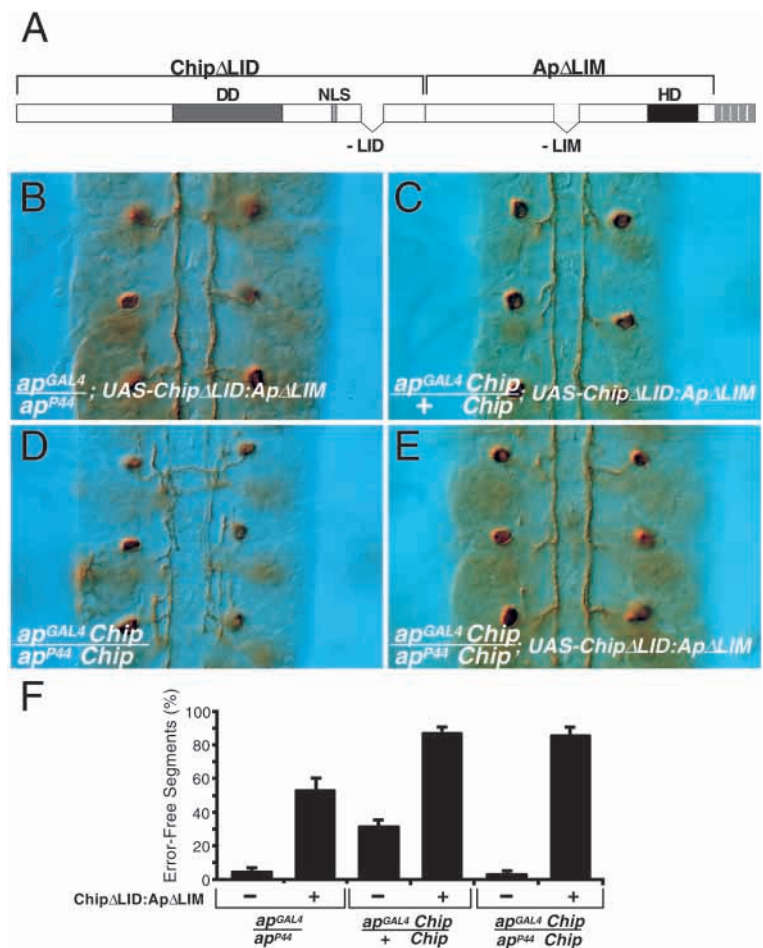 A
ChipΔLID ApΔLIM
DD NLS HD
- LID - LIM
B
ap^GAL4
ap^P44 ; UAS-ChipΔLID:ApΔLIM
C
ap^GAL4 Chip
+ Chip ; UAS-ChipΔLID:ApΔLIM
D
ap^GAL4 Chip
ap^P44 Chip
E
ap^GAL4 Chip
ap^P44 Chip ; UAS-ChipΔLID:ApΔLIM
F
Error-Free Segments (%)
100
80
60
40
20
0
ChipΔLID:ApΔLIM − + − + − +
ap^GAL4 ap^GAL4 Chip ap^GAL4 Chip
ap^P44 + Chip ap^P44 Chip